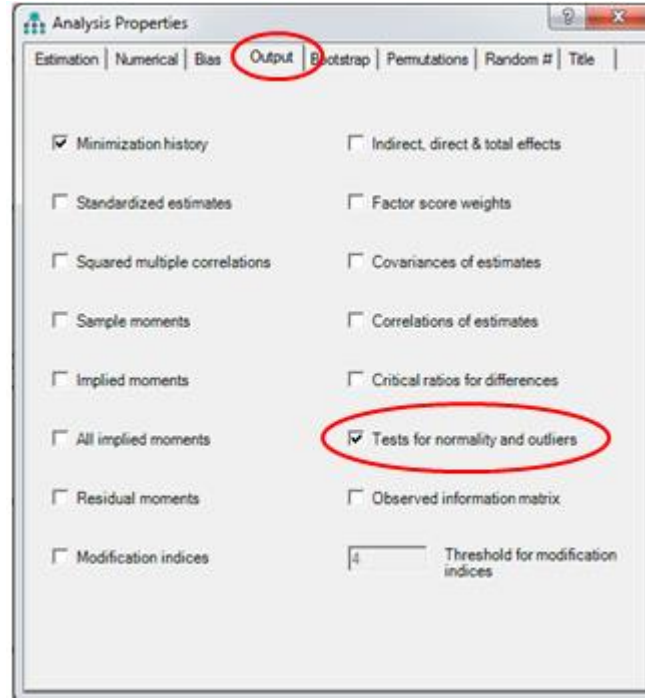 Analysis Properties
Estimation | Numerical | Bias | Output | Bootstrap | Permutations | Random # | Title |
Minimization history
Indirect, direct & total effects
Standardized estimates
Factor score weights
Squared multiple correlations
Covariances of estimates
Sample moments
Correlations of estimates
Implied moments
Critical ratios for differences
All implied moments
Tests for normality and outliers
Residual moments
Observed information matrix
Modification indices
4
Threshold for modification
indices